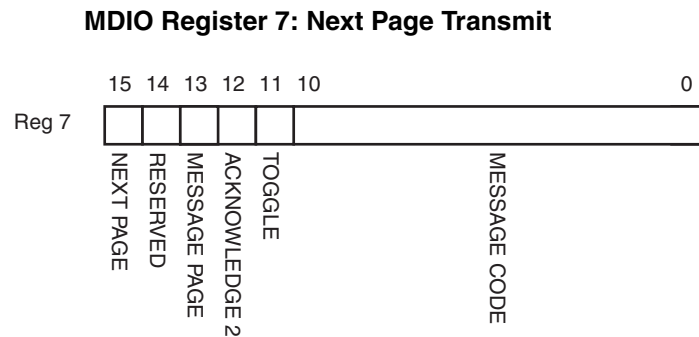 MDIO Register 7: Next Page Transmit
15 14 13 12 11 10 0
Reg 7
NEXT PAGE
RESERVED
MESSAGE PAGE
ACKNOWLEDGE 2
TOGGLE
MESSAGE CODE